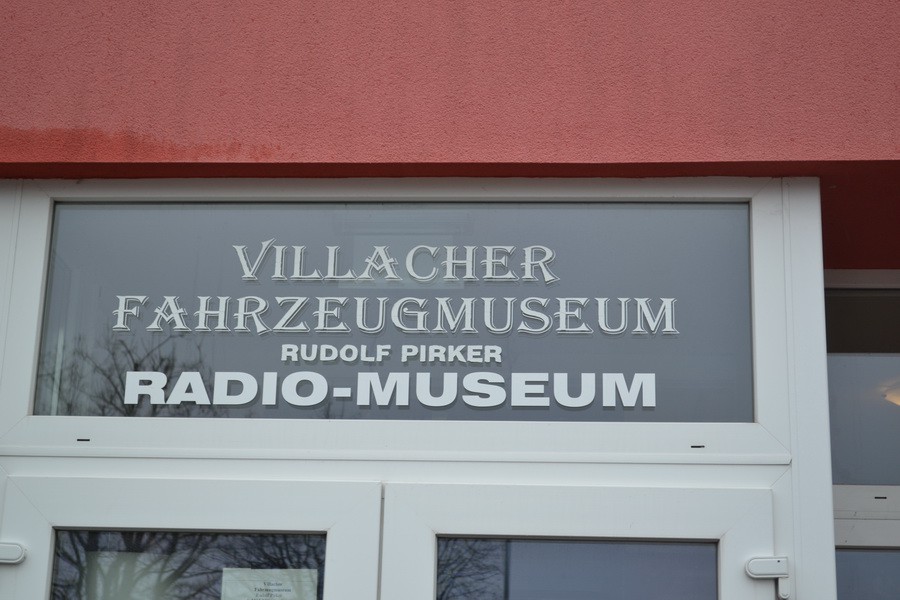 VILLACHER
FAHRZEUGMUSEUM
RUDOLF PIRKER
RADIO-MUSEUM